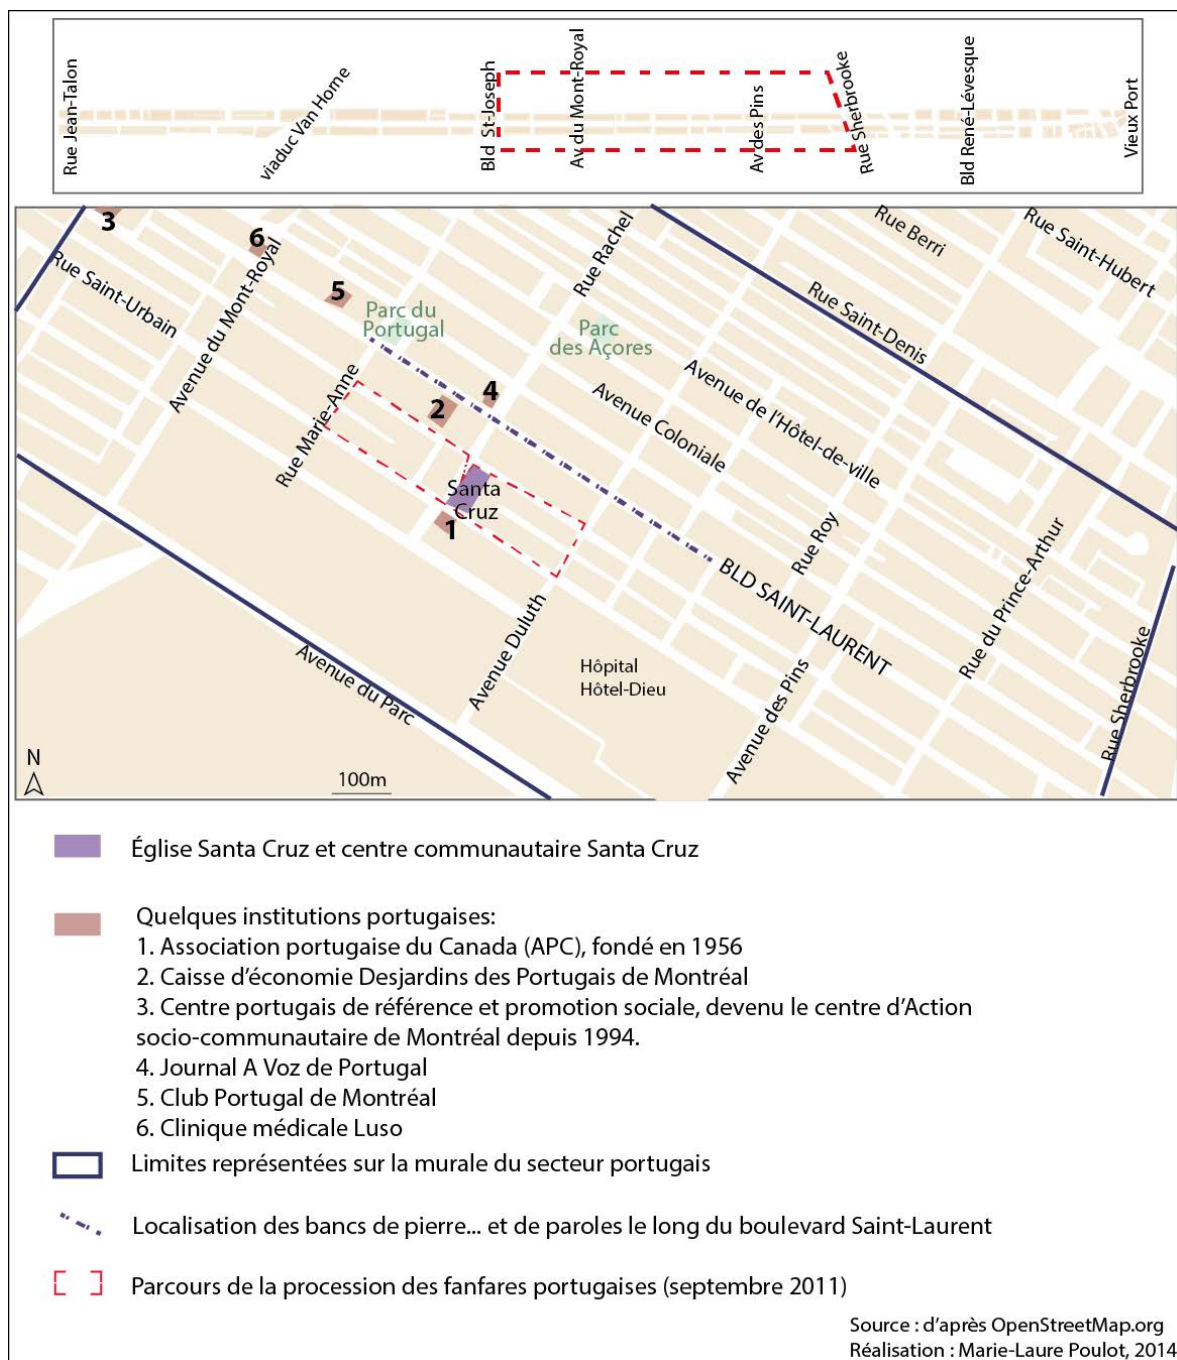 Rue Jean-Talon
viaduc Van Horne
Bld St-Joseph
Av du Mont-Royal
Av des Pins
Rue Sherbrooke
Bld René-Lévesque
Vieux Port
3
6
5
Rue Saint-Urbain
Avenue du Mont-Royal
Parc du
Portugal
Rue Rachel
Parc
des Açores
Rue Berri
Rue Saint-Hubert
Rue Saint-Denis
Rue Marie-Anne
2
4
Avenue Coloniale
Avenue de l'Hôtel-de-ville
Santa
Cruz
1
BLD SAINT-LAURENT
Rue Roy
Rue du Prince-Arthur
Rue Sherbrooke
Avenue du Parc
Avenue Duluth
Hôpital
Hôtel-Dieu
Avenue des Pins
N
100m
Église Santa Cruz et centre communautaire Santa Cruz
Quelques institutions portugaises:
1. Association portugaise du Canada (APC), fondé en 1956
2. Caisse d'économie Desjardins des Portugais de Montréal
3. Centre portugais de référence et promotion sociale, devenu le centre d'Action
socio-communautaire de Montréal depuis 1994.
4. Journal A Voz de Portugal
5. Club Portugal de Montréal
6. Clinique médicale Luso
Limites représentées sur la murale du secteur portugais
Localisation des bancs de pierre... et de paroles le long du boulevard Saint-Laurent
Parcours de la procession des fanfares portugaises (septembre 2011)
Source : d'après OpenStreetMap.org
Réalisation : Marie-Laure Poulot, 2014